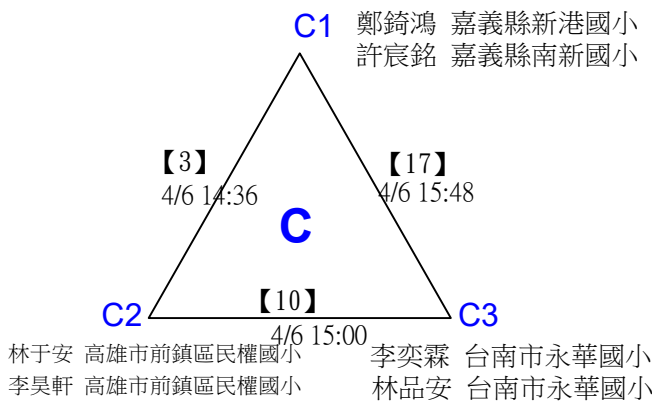 C1
鄭錡鴻 嘉義縣新港國小
許宸銘 嘉義縣南新國小
【3】
4/6 14:36
【17】
4/6 15:48
C
【10】
4/6 15:00
C2
C3
林于安 高雄市前鎮區民權國小
李昊軒 高雄市前鎮區民權國小
李奕霖 台南市永華國小
林品安 台南市永華國小